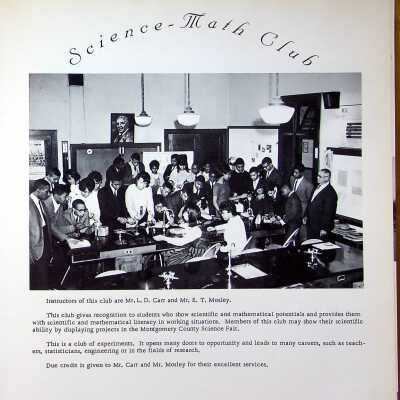 Science-Math Club
Instructors of this club are Mr. L. D. Carr and Mr. E. T. Mosley.
This club gives recognition to students who show scientific and mathematical potentials and provides them
with scientific and mathematical literacy in working situations. Members of this club may show their scientific
ability by displaying projects in the Montgomery County Science Fair.
This is a club of experiments. It opens many doors to opportunity and leads to many careers, such as teach-
ers, statisticians, engineering or in the fields of research.
Due credit is given to Mr. Carr and Mr. Mosley for their excellent services.